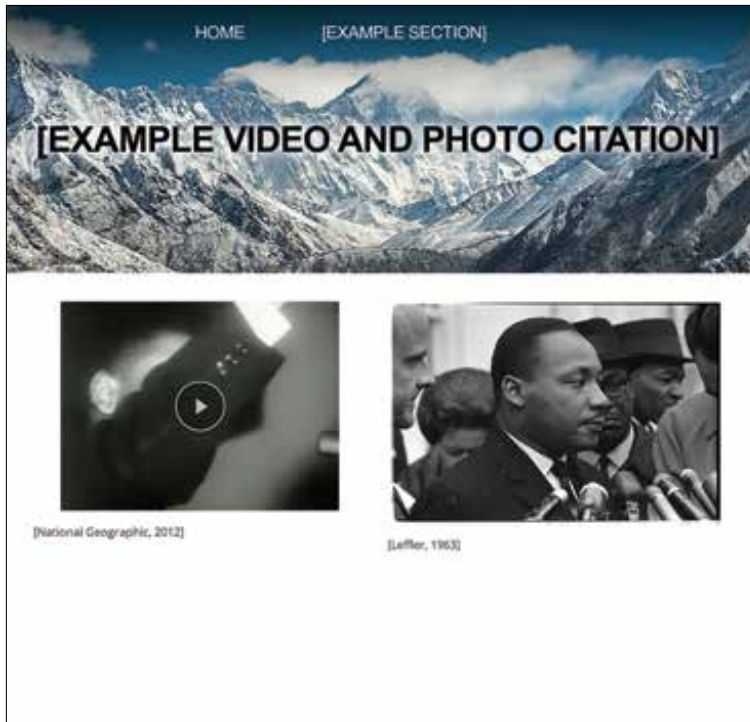 HOME [EXAMPLE SECTION]
[EXAMPLE VIDEO AND PHOTO CITATION]
[National Geographic, 2012]
[Leffler, 1963]